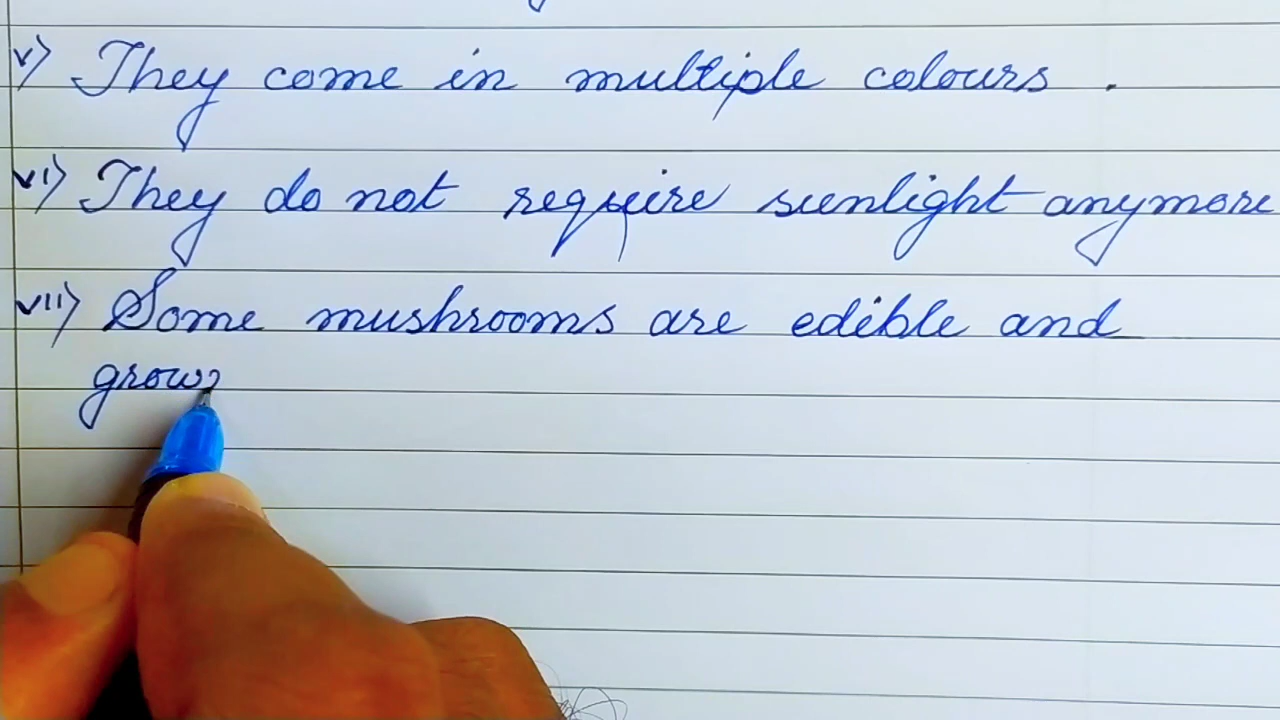 v) They come in multiple colours .
vi) They do not require sunlight anymore
vii) Some mushrooms are edible and
grow